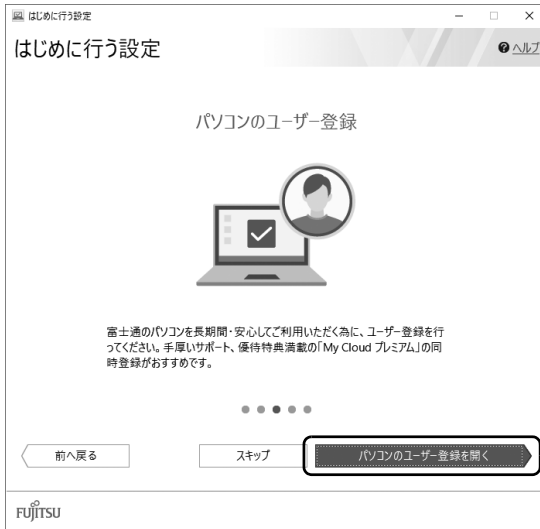 はじめに行う設定
はじめに行う設定
ヘルプ
パソコンのユーザー登録
富士通のパソコンを長期間・安心してご利用いただく為に、ユーザー登録を行
ってください。手厚いサポート、優待特典満載の「My Cloud プレミアム」の同
時登録がおすすめです。
前へ戻る
スキップ
パソコンのユーザー登録を開く
FUJITSU